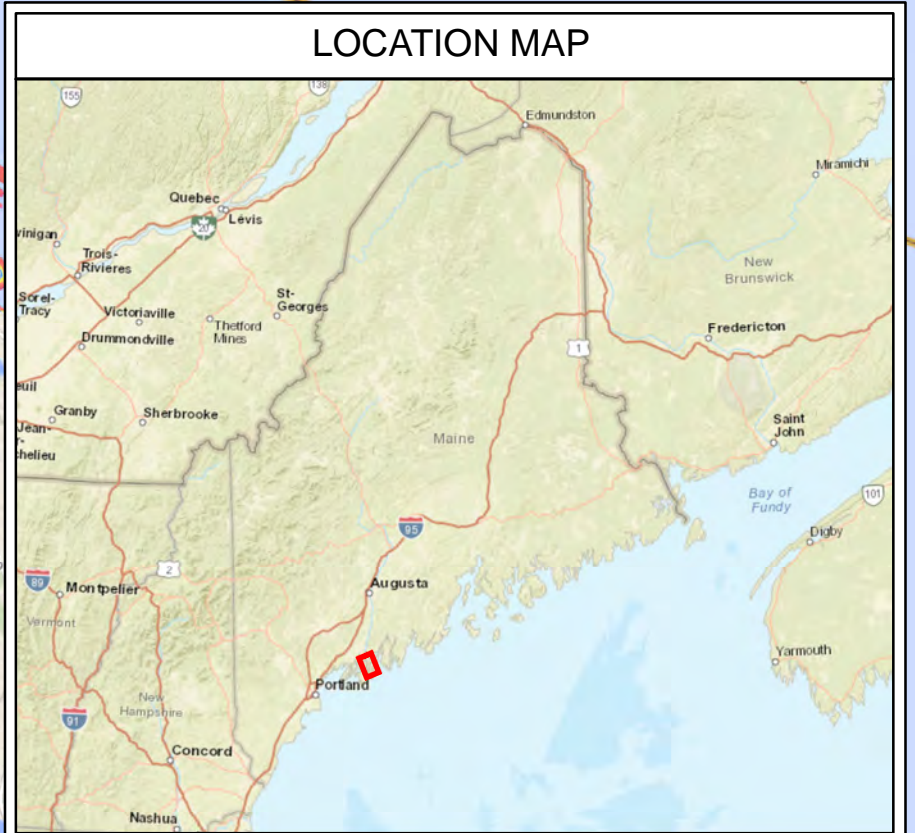 LOCATION MAP
155
138
Edmundston
Miramichi
Quebec
Lévis
20
vinigan
Trois-
Rivieres
New
Brunswick
Sorel-
Tracy
St-
Georges
Victoriaville
Thetford
Mines
Fredericton
Drummondville
1
euil
Granby
Sherbrooke
Saint
John
Jean-
r-
chelieu
Maine
Bay of
Fundy
101
95
Digby
2
89
Montpelier
Augusta
Vermont
Yarmouth
Portland
New
Hampshire
91
Concord
Nashua